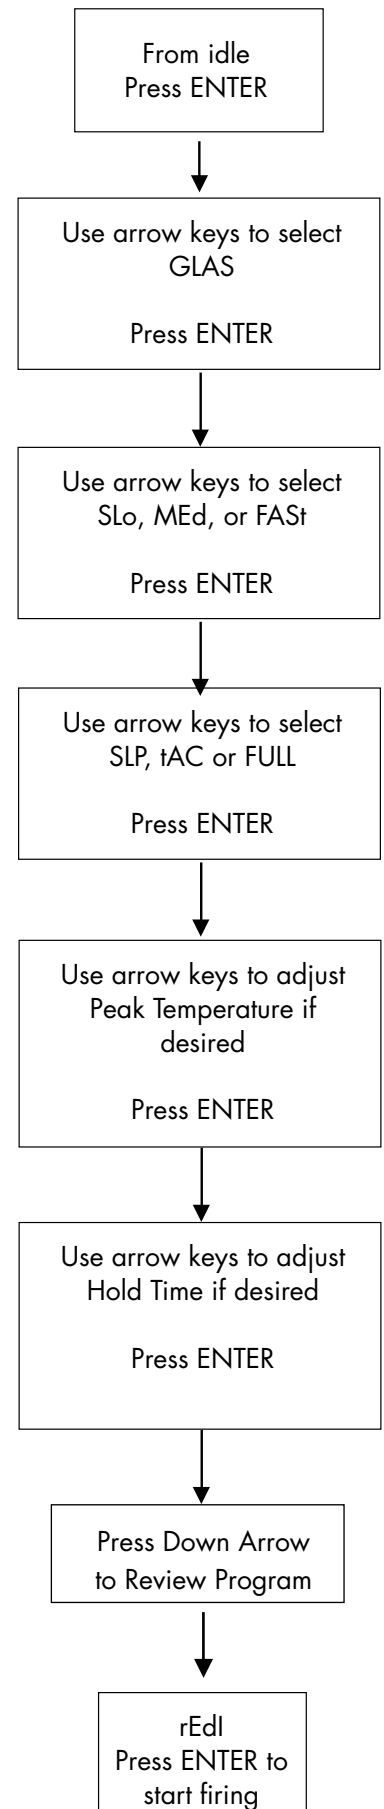 From idle
Press ENTER
Use arrow keys to select
GLAS
Press ENTER
Use arrow keys to select
SLo, MEd, or FASt
Press ENTER
Use arrow keys to select
SLP, tAC or FULL
Press ENTER
Use arrow keys to adjust
Peak Temperature if
desired
Press ENTER
Use arrow keys to adjust
Hold Time if desired
Press ENTER
Press Down Arrow
to Review Program
rEdI
Press ENTER to
start firing